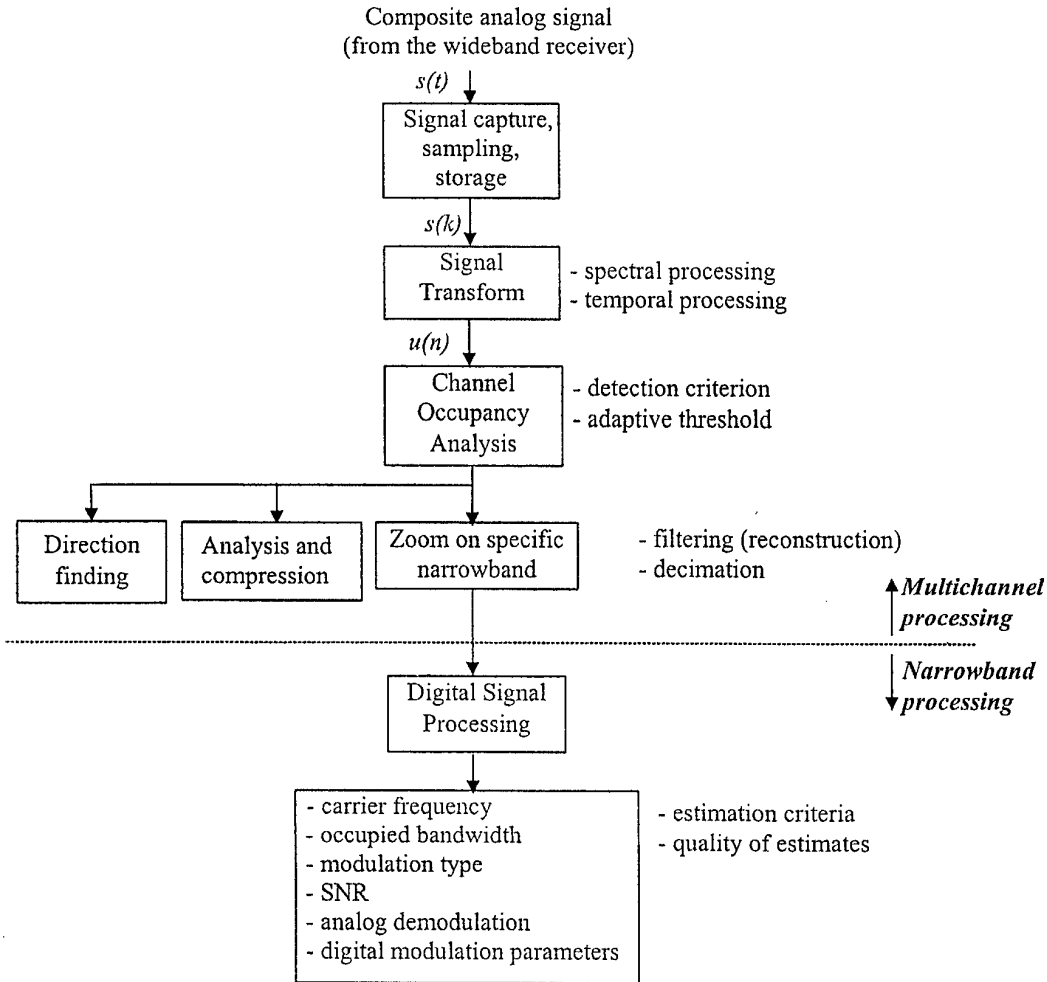 Composite analog signal
(from the wideband receiver)
s(t)
Signal capture,
sampling,
storage
s(k)
Signal
Transform
- spectral processing
- temporal processing
u(n)
Channel
Occupancy
Analysis
- detection criterion
- adaptive threshold
Direction
finding
Analysis and
compression
Zoom on specific
narrowband
- filtering (reconstruction)
- decimation
Multichannel
processing
Narrowband
processing
Digital Signal
Processing
- carrier frequency
- occupied bandwidth
- modulation type
- SNR
- analog demodulation
- digital modulation parameters
- estimation criteria
- quality of estimates